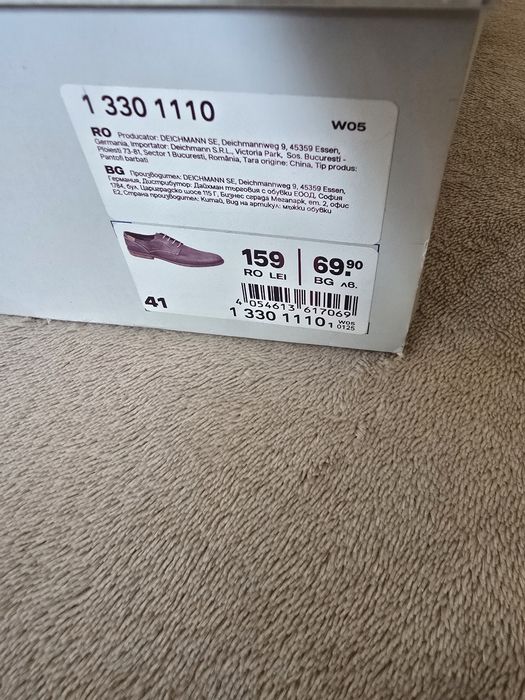 1 330 1110
W05
RO Producator: DEICHMANN SE, Deichmannweg 9, 45359 Essen,
Germania, Importator: Deichmann S.R.L., Victoria Park, Sos. Bucuresti -
Ploiesti 73-81, Sector 1 Bucuresti, România, Tara origine: China, Tip produs:
Pantofi barbati
BG Производител: DEICHMANN SE, Deichmannweg 9, 45359 Essen,
Германия, Дистрибутор: Дайхман търговия с обувки ЕООД, София
1784, бул. Цариградско шосе 115 Г, Бизнес сграда Мегапарк, ет. 2, офис
Е2, Страна производител: Китай, Вид на артикул: мъжки обувки
159 69.90
RO LEI BG лв.
41
4 054613 617069
1 330 1110 1 W05
0125